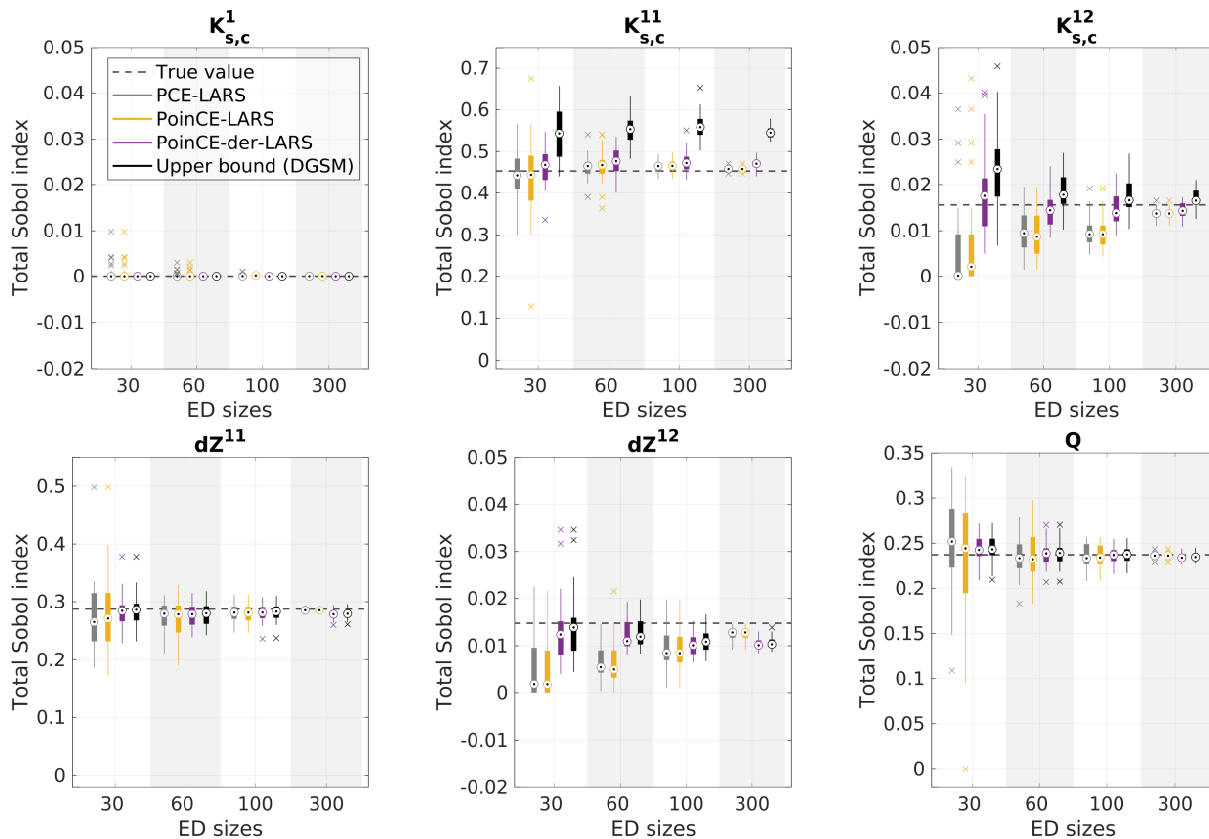 K¹s,c
Total Sobol index
0.05
0.04
0.03
0.02
0.01
0
-0.01
-0.02
True value
PCE-LARS
PoinCE-LARS
PoinCE-der-LARS
Upper bound (DGSM)
30 60 100 300
ED sizes
K¹¹s,c
Total Sobol index
0.7
0.6
0.5
0.4
0.3
0.2
0.1
0
30 60 100 300
ED sizes
K¹²s,c
Total Sobol index
0.05
0.04
0.03
0.02
0.01
0
-0.01
-0.02
30 60 100 300
ED sizes
dZ¹¹
Total Sobol index
0.5
0.4
0.3
0.2
0.1
0
30 60 100 300
ED sizes
dZ¹²
Total Sobol index
0.05
0.04
0.03
0.02
0.01
0
-0.01
-0.02
30 60 100 300
ED sizes
Q
Total Sobol index
0.35
0.3
0.25
0.2
0.15
0.1
0.05
0
30 60 100 300
ED sizes